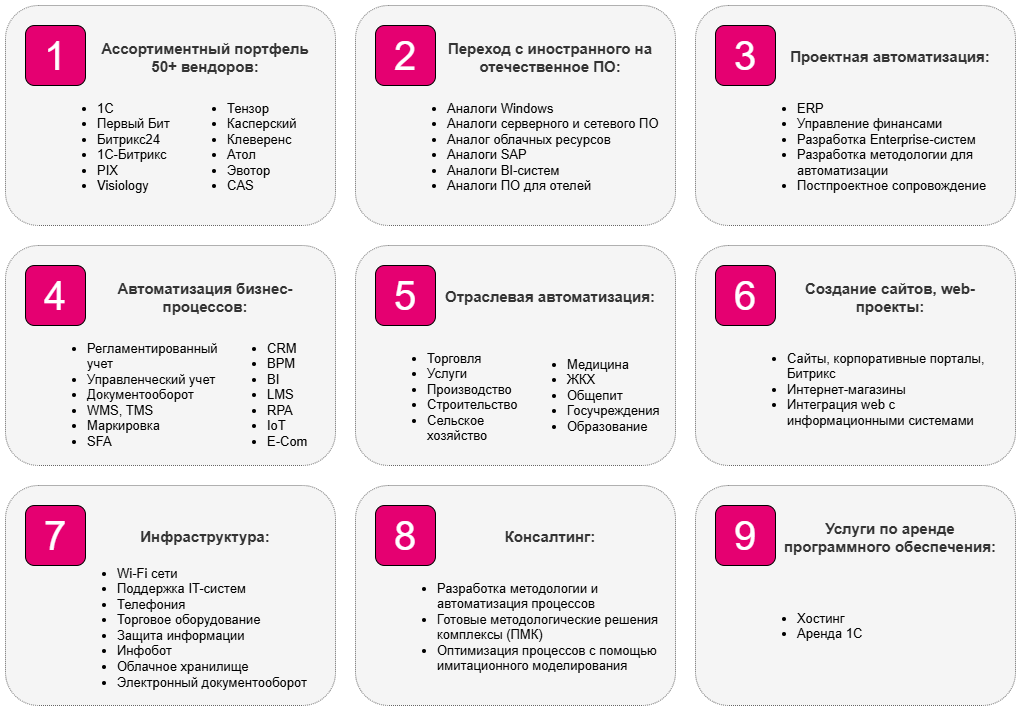 1
Ассортиментный портфель
50+ вендоров:
• 1С
• Первый Бит
• Битрикс24
• 1С-Битрикс
• PIX
• Visiology
• Тензор
• Касперский
• Клеверенс
• Атол
• Эвотор
• CAS
2
Переход с иностранного на
отечественное ПО:
• Аналоги Windows
• Аналоги серверного и сетевого ПО
• Аналог облачных ресурсов
• Аналоги SAP
• Аналоги BI-систем
• Аналоги ПО для отелей
3
Проектная автоматизация:
• ERP
• Управление финансами
• Разработка Enterprise-систем
• Разработка методологии для
автоматизации
• Постпроектное сопровождение
4
Автоматизация бизнес-
процессов:
• Регламентированный
учет
• Управленческий учет
• Документооборот
• WMS, TMS
• Маркировка
• SFA
• CRM
• BPM
• BI
• LMS
• RPA
• IoT
• E-Com
5
Отраслевая автоматизация:
• Торговля
• Услуги
• Производство
• Строительство
• Сельское
хозяйство
• Медицина
• ЖКХ
• Общепит
• Госучреждения
• Образование
6
Создание сайтов, web-
проекты:
• Сайты, корпоративные порталы,
Битрикс
• Интернет-магазины
• Интеграция web с
информационными системами
7
Инфраструктура:
• Wi-Fi сети
• Поддержка IT-систем
• Телефония
• Торговое оборудование
• Защита информации
• Инфобот
• Облачное хранилище
• Электронный документооборот
8
Консалтинг:
• Разработка методологии и
автоматизация процессов
• Готовые методологические решения
комплексы (ПМК)
• Оптимизация процессов с помощью
имитационного моделирования
9
Услуги по аренде
программного обеспечения:
• Хостинг
• Аренда 1С